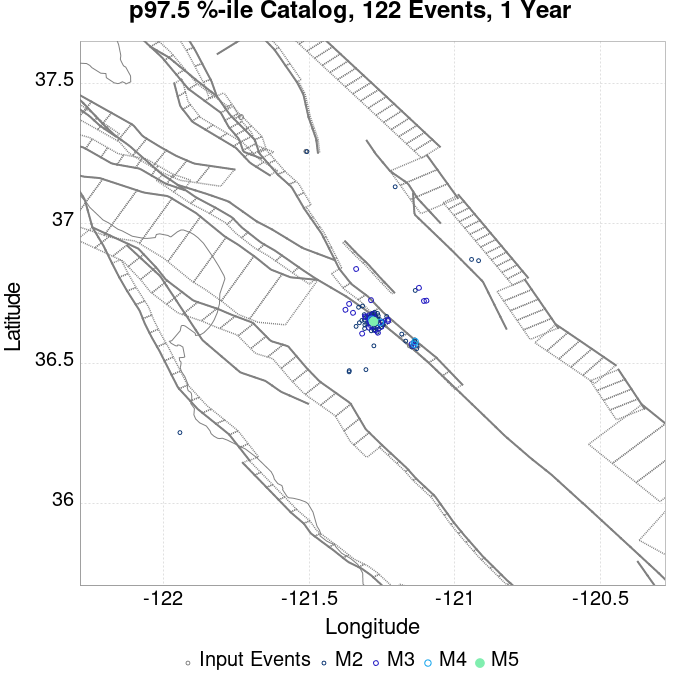 p97.5 %-ile Catalog, 122 Events, 1 Year
37.5
37
36.5
36
Latitude
-122
-121.5
-121
-120.5
Longitude
Input Events
M2
M3
M4
M5